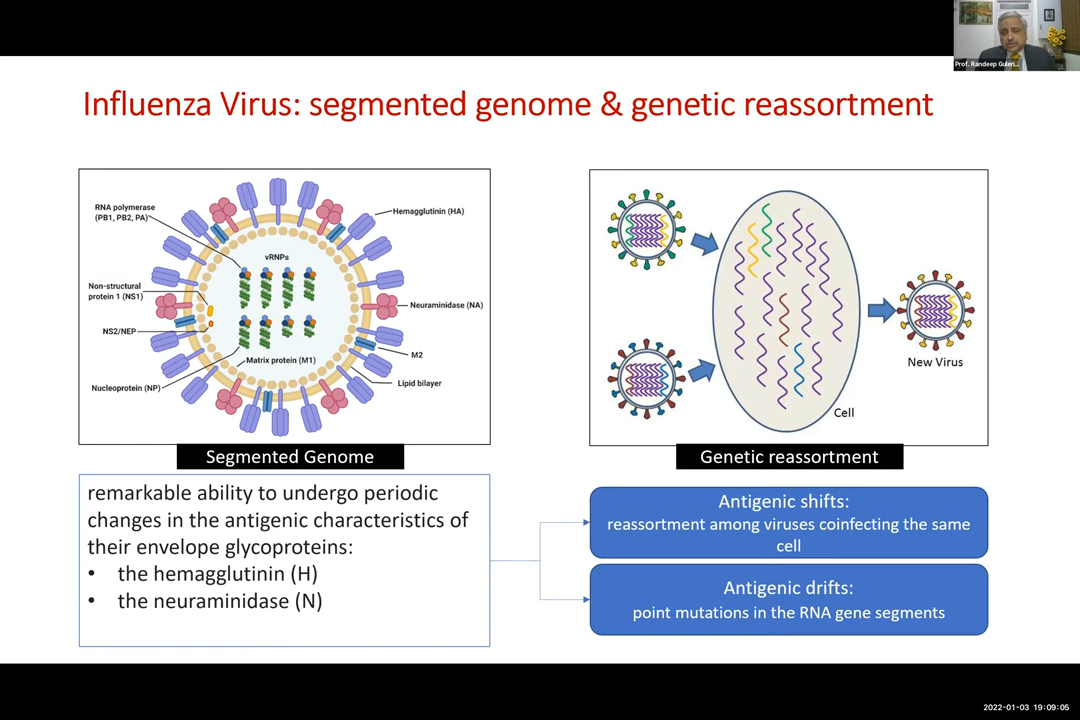 Prof. Randeep Guleri...
Influenza Virus: segmented genome & genetic reassortment
RNA polymerase
(PB1, PB2, PA)
Hemagglutinin (HA)
vRNPs
Non-structural
protein 1 (NS1)
Neuraminidase (NA)
NS2/NEP
M2
Matrix protein (M1)
Nucleoprotein (NP)
Lipid bilayer
Segmented Genome
New Virus
Cell
Genetic reassortment
remarkable ability to undergo periodic
changes in the antigenic characteristics of
their envelope glycoproteins:
• the hemagglutinin (H)
• the neuraminidase (N)
Antigenic shifts:
reassortment among viruses coinfecting the same
cell
Antigenic drifts:
point mutations in the RNA gene segments
2022-01-03 19:09:05